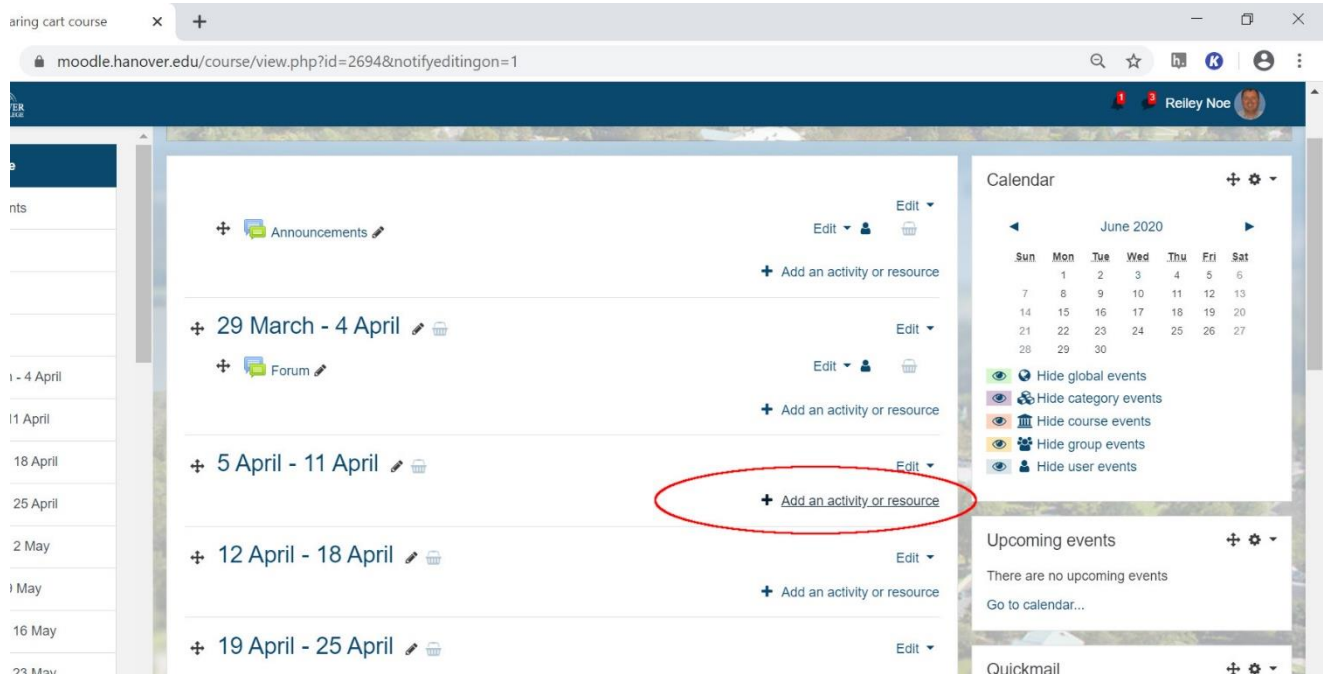 aring cart course
moodle.hanover.edu/course/view.php?id=2694&notifyeditingon=1
Reiley Noe
1
3
nts
- 4 April
11 April
18 April
25 April
2 May
May
16 May
23 May
Edit
Announcements
Edit
Add an activity or resource
29 March - 4 April
Edit
Forum
Edit
Add an activity or resource
5 April - 11 April
Edit
Add an activity or resource
12 April - 18 April
Edit
Add an activity or resource
19 April - 25 April
Edit
Calendar
June 2020
Sun Mon Tue Wed Thu Fri Sat
1 2 3 4 5 6
7 8 9 10 11 12 13
14 15 16 17 18 19 20
21 22 23 24 25 26 27
28 29 30
Hide global events
Hide category events
Hide course events
Hide group events
Hide user events
Upcoming events
There are no upcoming events
Go to calendar...
Quickmail